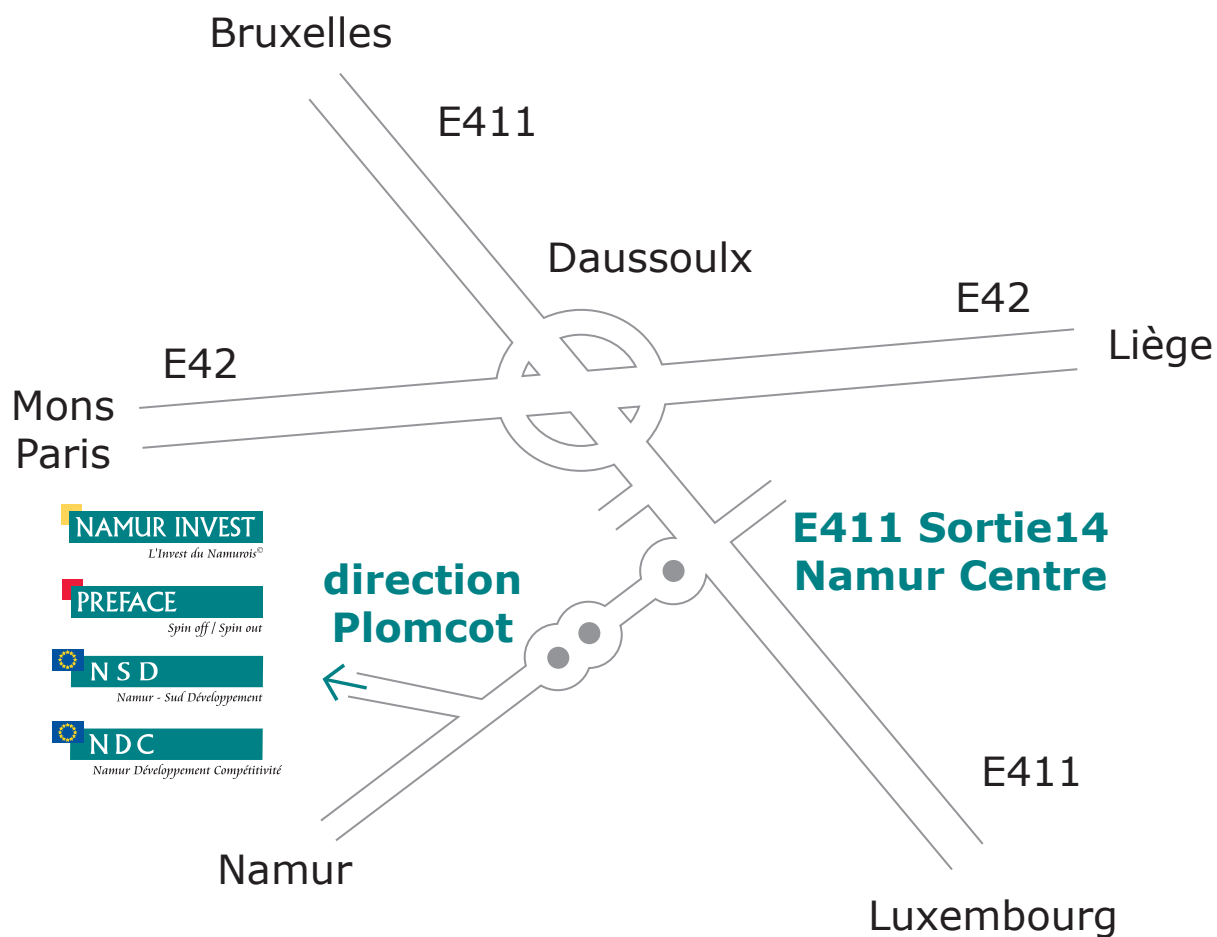 Bruxelles
E411
Daussoulx
E42
Liège
E42
Mons
Paris
NAMUR INVEST
L'Invest du Namurois©
E411 Sortie14
Namur Centre
direction
Plomcot
PREFACE
Spin off / Spin out
NSD
Namur - Sud Développement
NDC
Namur Développement Compétitivité
E411
Namur
Luxembourg